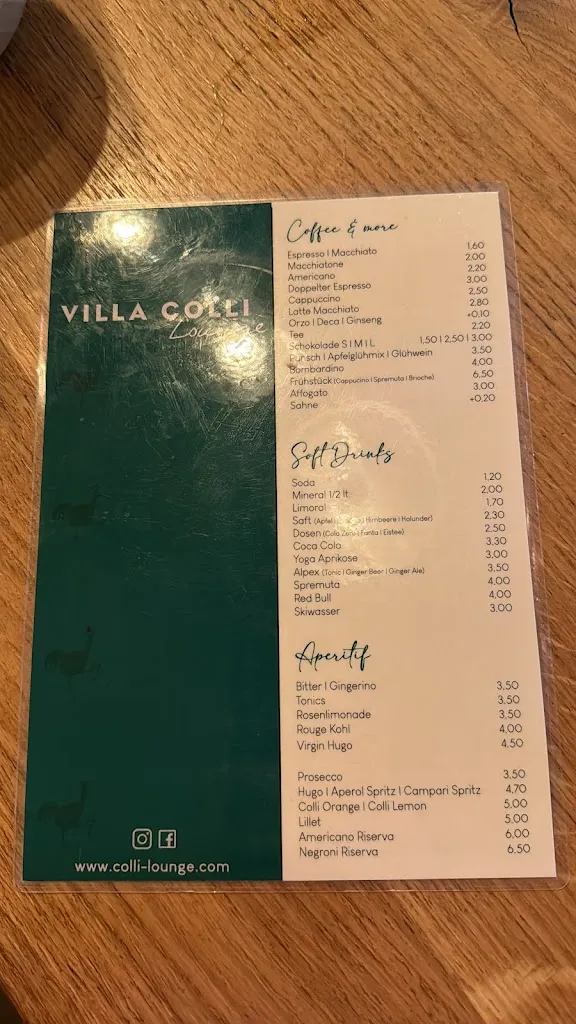 VILLA COLLI
Lounge
www.colli-lounge.com
Coffee & more
Espresso | Macchiato 1,60
Macchiatone 2,00
Americano 2,20
Doppelter Espresso 3,00
Cappuccino 2,50
Latte Macchiato 2,80
Orzo | Deca | Ginseng +0,10
Tee 2,20
Schokolade S | M | L 1,50 | 2,50 | 3,00
Punsch | Apfelglühmix | Glühwein 3,50
Bombardino 4,00
Frühstück (Cappucino | Spremuta | Brioche) 6,50
Affogato 3,00
Sahne +0,20
Soft Drinks
Soda 1,20
Mineral 1/2 lt. 2,00
Limoral 1,70
Saft (Apfel | Himbeere | Holunder) 2,30
Dosen (Cola Zero | Fanta | Eistee) 2,50
Coca Cola 3,30
Yoga Aprikose 3,00
Alpex (Tonic | Ginger Beer | Ginger Ale) 3,50
Spremuta 4,00
Red Bull 4,00
Skiwasser 3,00
Aperitif
Bitter | Gingerino 3,50
Tonics 3,50
Rosenlimonade 3,50
Rouge Kohl 4,00
Virgin Hugo 4,50
Prosecco 3,50
Hugo | Aperol Spritz | Campari Spritz 4,70
Colli Orange | Colli Lemon 5,00
Lillet 5,00
Americano Riserva 6,00
Negroni Riserva 6,50